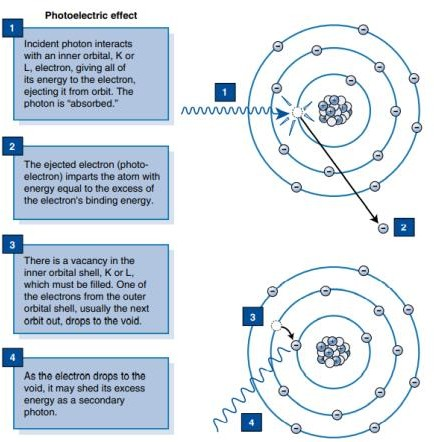 Photoelectric effect
1
Incident photon interacts
with an inner orbital, K or
L, electron, giving all of
its energy to the electron,
ejecting it from orbit. The
photon is “absorbed.”
2
The ejected electron (photo-
electron) imparts the atom with
energy equal to the excess of
the electron's binding energy.
3
There is a vacancy in the
inner orbital shell, K or L,
which must be filled. One of
the electrons from the outer
orbital shell, usually the next
orbit out, drops to the void.
4
As the electron drops to the
void, it may shed its excess
energy as a secondary
photon.
1
2
3
4